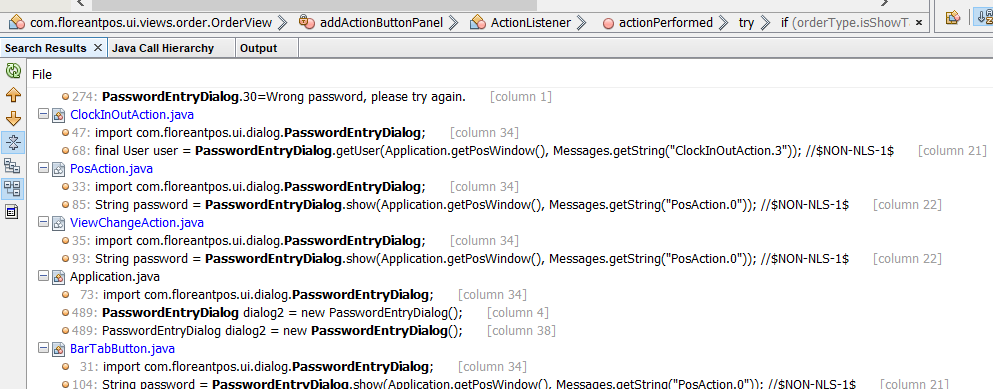 com.floreantpos.ui.views.order.OrderView addActionButtonPanel ActionListener actionPerformed try if (orderType.isShowT
Search Results Java Call Hierarchy Output
File
274: PasswordEntryDialog.30=Wrong password, please try again. [column 1]
ClockInOutAction.java
47: import com.floreantpos.ui.dialog.PasswordEntryDialog; [column 34]
68: final User user = PasswordEntryDialog.getUser(Application.getPosWindow(), Messages.getString("ClockInOutAction.3")); //$NON-NLS-1$ [column 21]
PosAction.java
33: import com.floreantpos.ui.dialog.PasswordEntryDialog; [column 34]
85: String password = PasswordEntryDialog.show(Application.getPosWindow(), Messages.getString("PosAction.0")); //$NON-NLS-1$ [column 22]
ViewChangeAction.java
35: import com.floreantpos.ui.dialog.PasswordEntryDialog; [column 34]
93: String password = PasswordEntryDialog.show(Application.getPosWindow(), Messages.getString("PosAction.0")); //$NON-NLS-1$ [column 22]
Application.java
73: import com.floreantpos.ui.dialog.PasswordEntryDialog; [column 34]
489: PasswordEntryDialog dialog2 = new PasswordEntryDialog(); [column 4]
489: PasswordEntryDialog dialog2 = new PasswordEntryDialog(); [column 38]
BarTabButton.java
31: import com.floreantpos.ui.dialog.PasswordEntryDialog; [column 34]
104: String password = PasswordEntryDialog.show(Application.getPosWindow(), Messages.getString("PosAction.0")); //$NON-NLS-1$ [column 21]